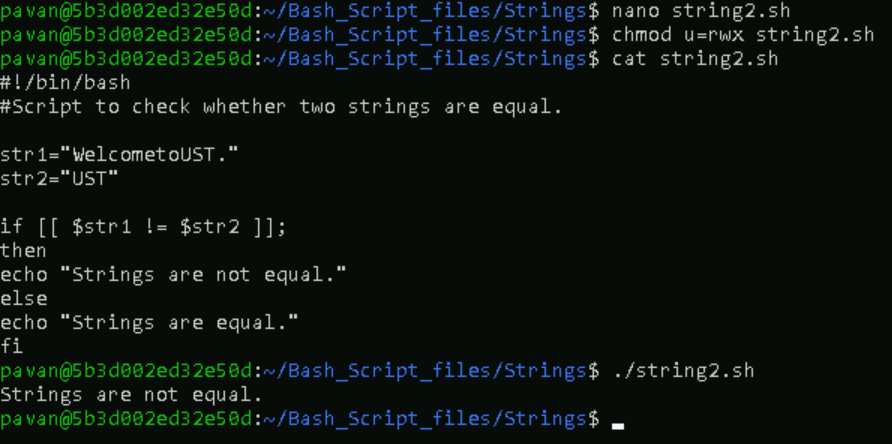 pavan@5b3d002ed32e50d:~/Bash_Script_files/Strings$ nano string2.sh
pavan@5b3d002ed32e50d:~/Bash_Script_files/Strings$ chmod u=rwx string2.sh
pavan@5b3d002ed32e50d:~/Bash_Script_files/Strings$ cat string2.sh
#!/bin/bash
#Script to check whether two strings are equal.
str1="WelcometoUST."
str2="UST"
if [[ $str1 != $str2 ]];
then
echo "Strings are not equal."
else
echo "Strings are equal."
fi
pavan@5b3d002ed32e50d:~/Bash_Script_files/Strings$ ./string2.sh
Strings are not equal.
pavan@5b3d002ed32e50d:~/Bash_Script_files/Strings$